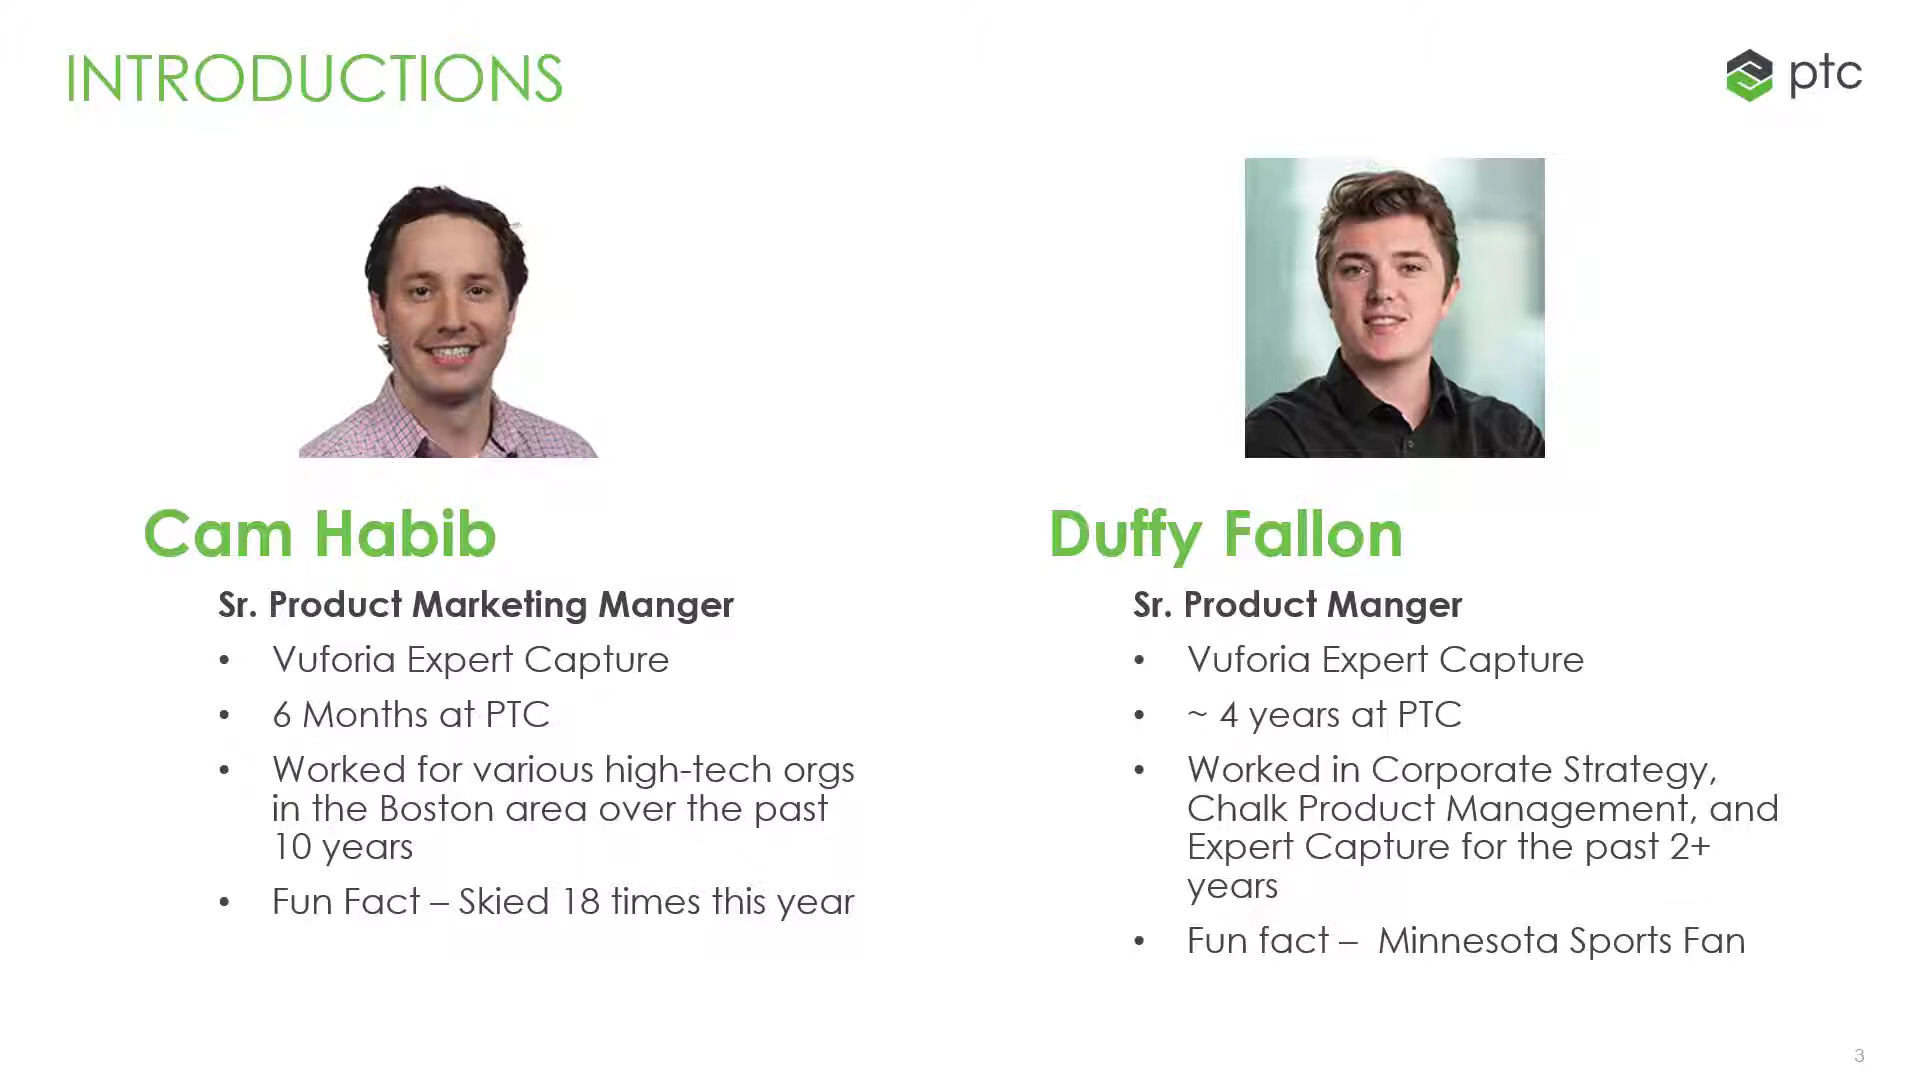 INTRODUCTIONS
ptc
Cam Habib
Sr. Product Marketing Manger
• Vuforia Expert Capture
• 6 Months at PTC
• Worked for various high-tech orgs
in the Boston area over the past
10 years
• Fun Fact – Skied 18 times this year
Duffy Fallon
Sr. Product Manger
• Vuforia Expert Capture
• ~ 4 years at PTC
• Worked in Corporate Strategy,
Chalk Product Management, and
Expert Capture for the past 2+
years
• Fun fact – Minnesota Sports Fan
3